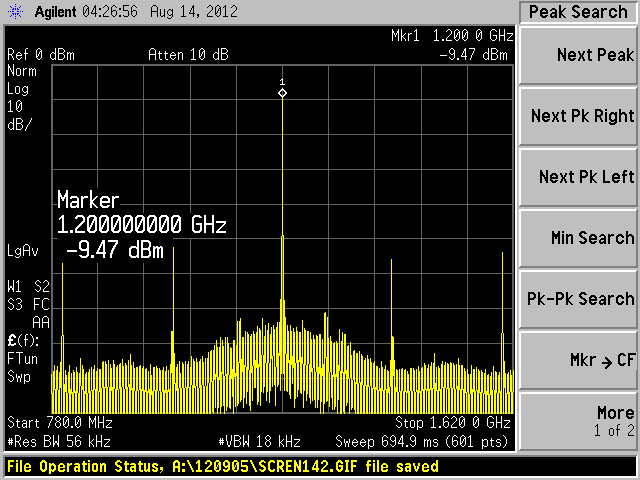 Agilent 04:26:56 Aug 14, 2012
Peak Search
Mkr1 1.200 0 GHz
Ref 0 dBm Atten 10 dB -9.47 dBm
Norm
Log
10
dB/
1
Marker
1.200000000 GHz
-9.47 dBm
LgAv
W1 S2
S3 FC
AA
£(f):
FTun
Swp
Start 780.0 MHz Stop 1.620 0 GHz
#Res BW 56 kHz #VBW 18 kHz Sweep 694.9 ms (601 pts)
File Operation Status, A:\120905\SCREN142.GIF file saved
Next Peak
Next Pk Right
Next Pk Left
Min Search
Pk-Pk Search
Mkr → CF
More
1 of 2